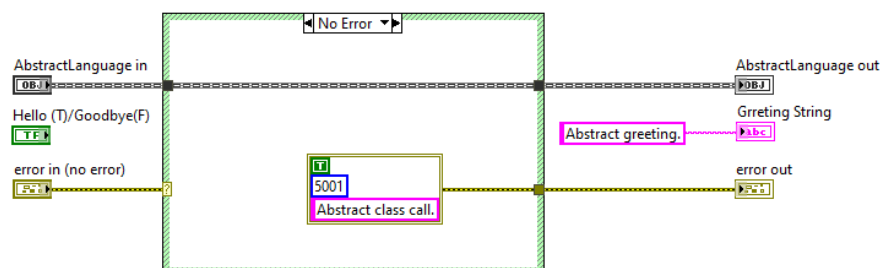 No Error
AbstractLanguage in
OBJ
AbstractLanguage out
OBJ
Hello (T)/Goodbye(F)
TF
Grreting String
Abstract greeting.
abc
error in (no error)
?
T
5001
Abstract class call.
error out